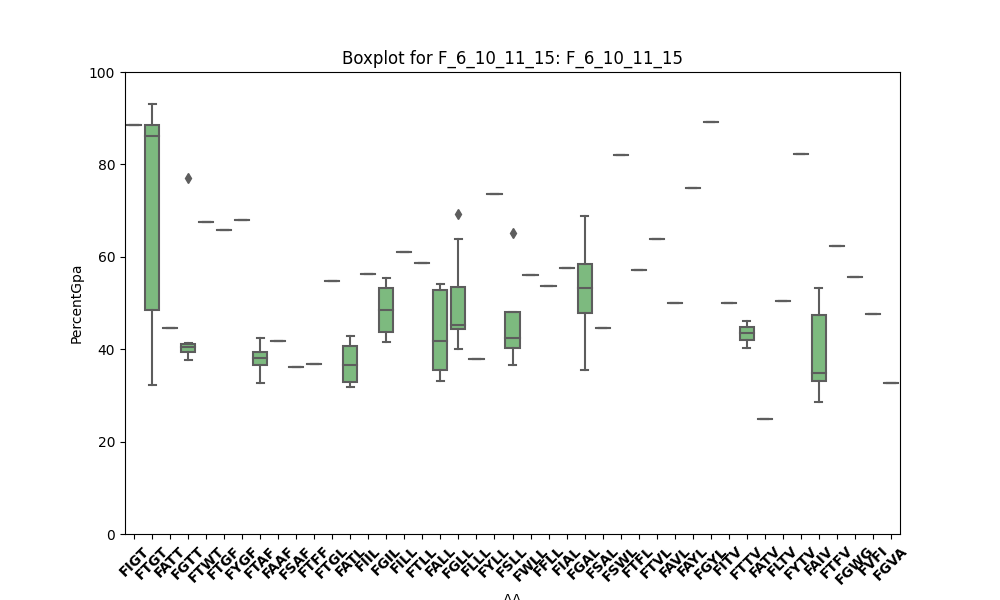 Boxplot for F_6_10_11_15: F_6_10_11_15
PercentGpa
100
80
60
40
20
0
FIGT
FTGT
FATT
FGTT
FTWT
FTGF
FYGF
FTAF
FAAF
FSAF
FTFF
FTGL
FATL
FIIL
FGIL
FILL
FTLL
FALL
FGLL
FLLL
FYLL
FSLL
FWLL
FFLL
FIAL
FGAL
FSAL
FSWL
FTFL
FTVL
FAVL
FAYL
FGYL
FITV
FTTV
FATV
FLTV
FYTV
FAIV
FTFV
FGWG
FVFI
FGVA
AA